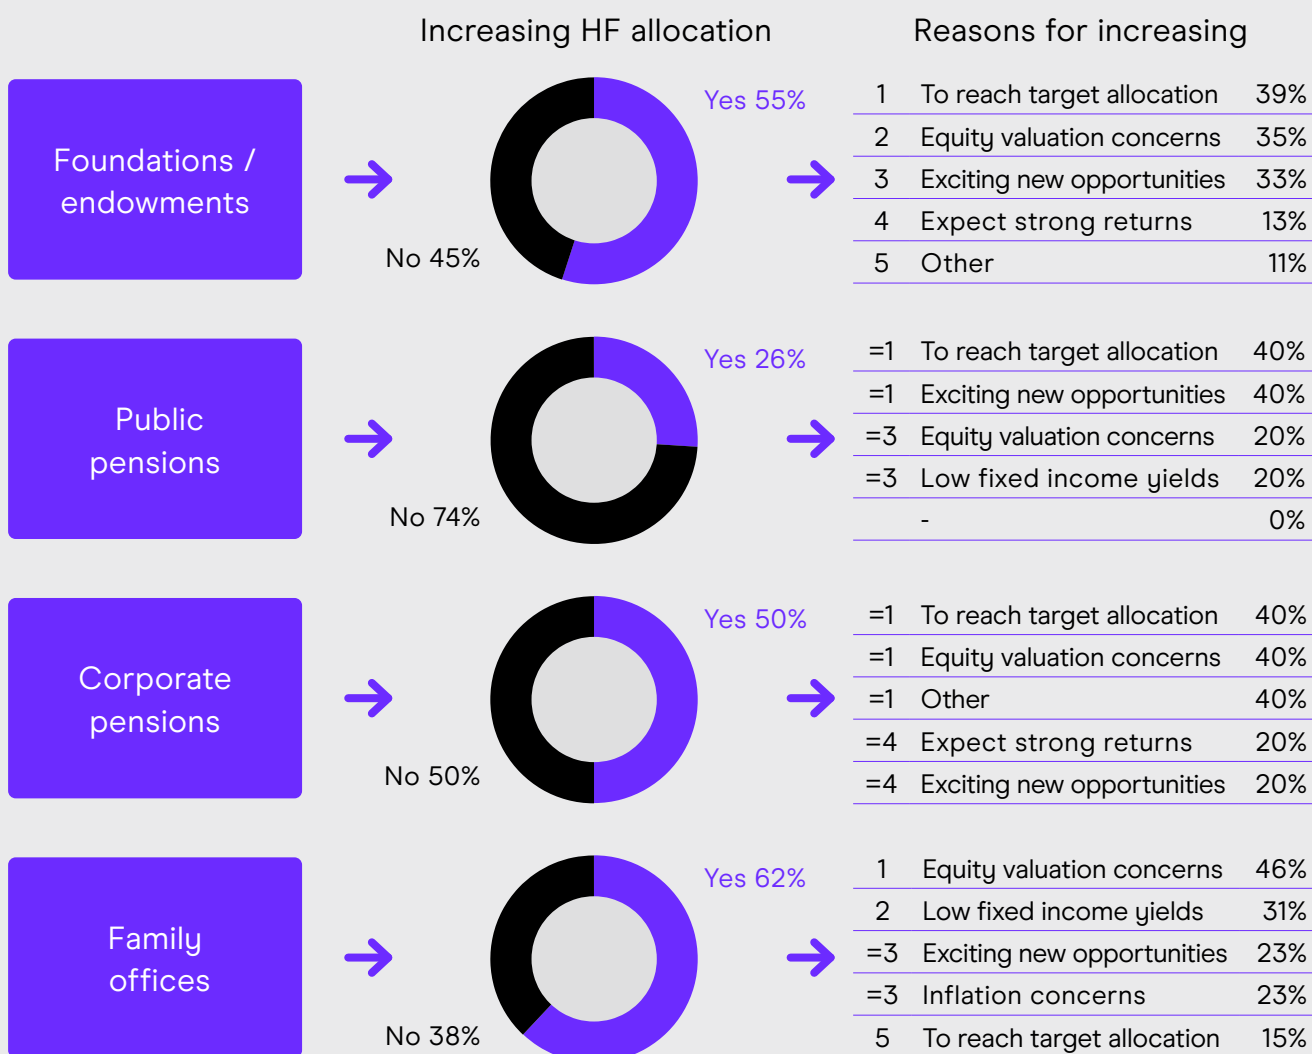 Increasing HF allocation
Reasons for increasing
Foundations /
endowments
Yes 55%
No 45%
1 To reach target allocation 39%
2 Equity valuation concerns 35%
3 Exciting new opportunities 33%
4 Expect strong returns 13%
5 Other 11%
Public
pensions
Yes 26%
No 74%
=1 To reach target allocation 40%
=1 Exciting new opportunities 40%
=3 Equity valuation concerns 20%
=3 Low fixed income yields 20%
- 0%
Corporate
pensions
Yes 50%
No 50%
=1 To reach target allocation 40%
=1 Equity valuation concerns 40%
=1 Other 40%
=4 Expect strong returns 20%
=4 Exciting new opportunities 20%
Family
offices
Yes 62%
No 38%
1 Equity valuation concerns 46%
2 Low fixed income yields 31%
=3 Exciting new opportunities 23%
=3 Inflation concerns 23%
5 To reach target allocation 15%